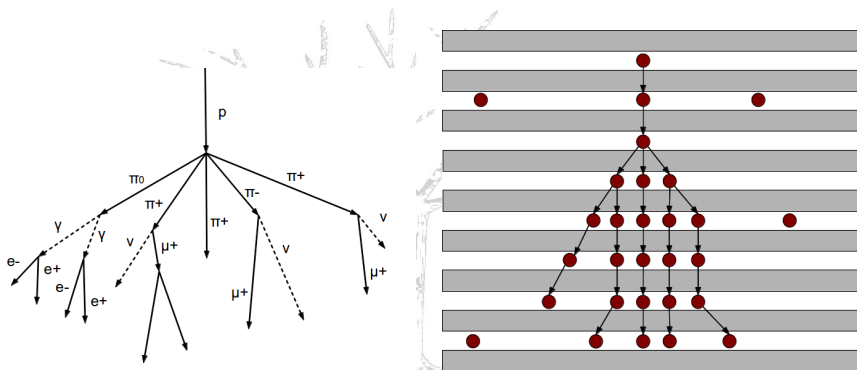 p
π0
π+
π+
π-
π+
γ
γ
ν
μ+
ν
ν
e-
e+
e-
e+
μ+
μ+